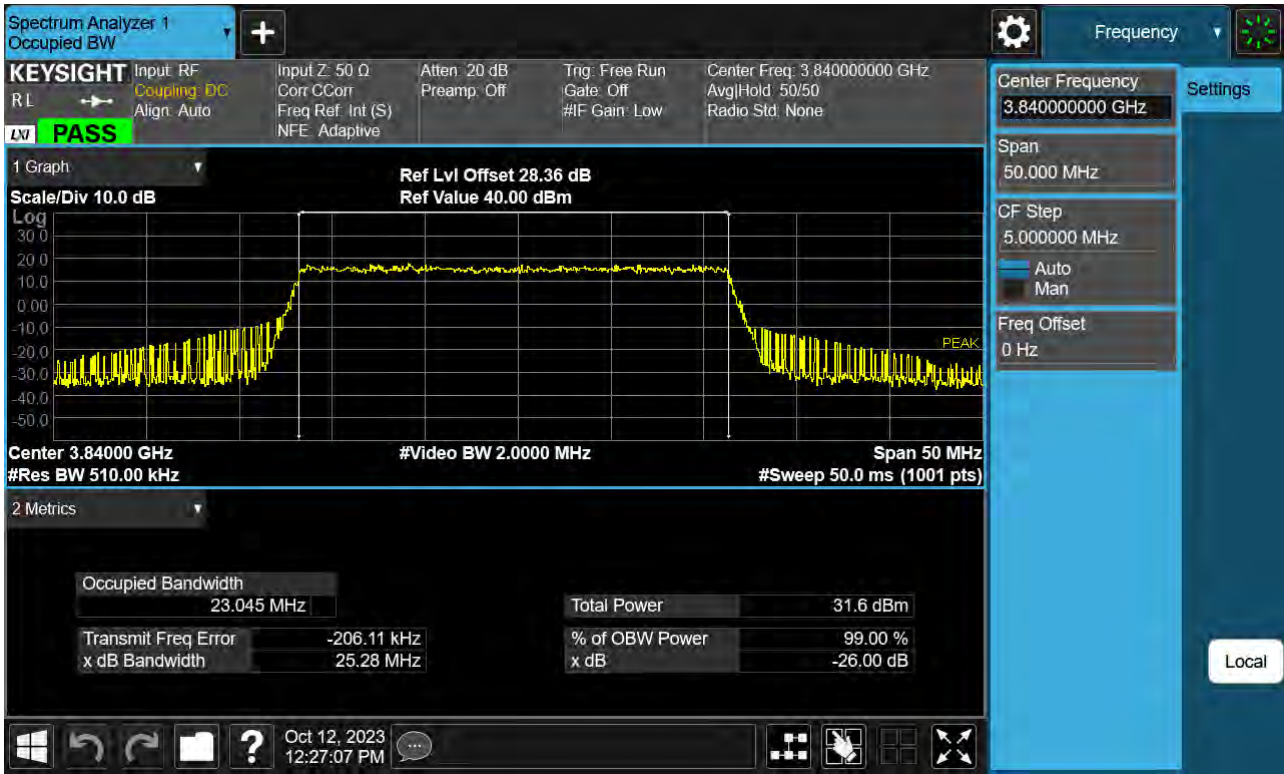 Spectrum Analyzer 1
Occupied BW
+
Frequency
KEYSIGHT
RL
LXI PASS
Input: RF
Coupling: DC
Align: Auto
Input Z: 50 Ω
Corr CCorr
Freq Ref: Int (S)
NFE: Adaptive
Atten: 20 dB
Preamp: Off
Trig: Free Run
Gate: Off
#IF Gain: Low
Center Freq: 3.840000000 GHz
Avg|Hold: 50/50
Radio Std: None
Center Frequency
3.840000000 GHz
Settings
Span
50.000 MHz
CF Step
5.000000 MHz
Auto
Man
Freq Offset
0 Hz
Local
1 Graph
Scale/Div 10.0 dB
Ref Lvl Offset 28.36 dB
Ref Value 40.00 dBm
Log
30.0
20.0
10.0
0.00
-10.0
-20.0
-30.0
-40.0
-50.0
PEAK
Center 3.84000 GHz
#Video BW 2.0000 MHz
Span 50 MHz
#Res BW 510.00 kHz
#Sweep 50.0 ms (1001 pts)
2 Metrics
Occupied Bandwidth
23.045 MHz
Total Power 31.6 dBm
Transmit Freq Error -206.11 kHz
% of OBW Power 99.00 %
x dB Bandwidth 25.28 MHz
x dB -26.00 dB
?
Oct 12, 2023
12:27:07 PM